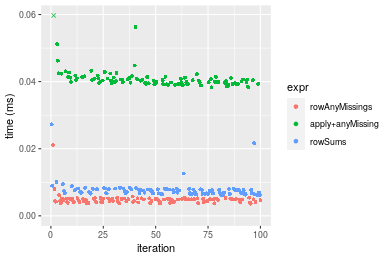 0.06
0.04
0.02
0.00
time (ms)
0
25
50
75
100
iteration
expr
rowAnyMissings
apply+anyMissing
rowSums